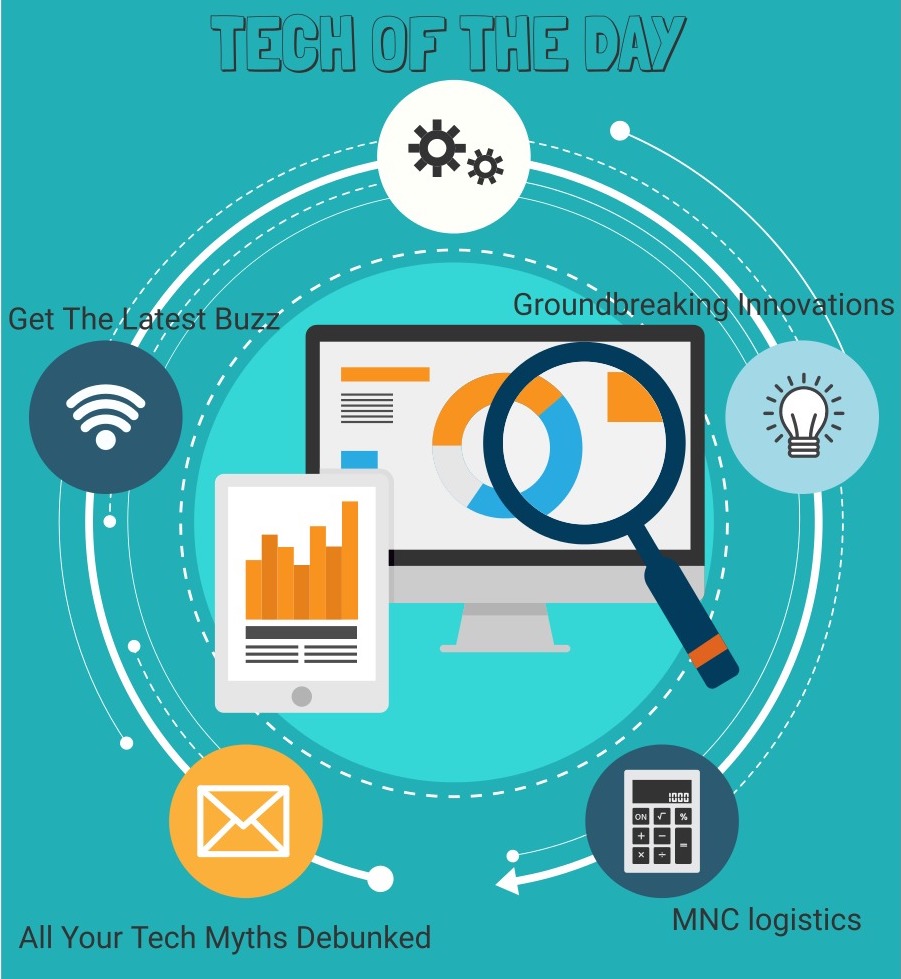 TECH OF THE DAY
Get The Latest Buzz
Groundbreaking Innovations
1000
ON √ %
+ −
=
× ÷
All Your Tech Myths Debunked
MNC logistics